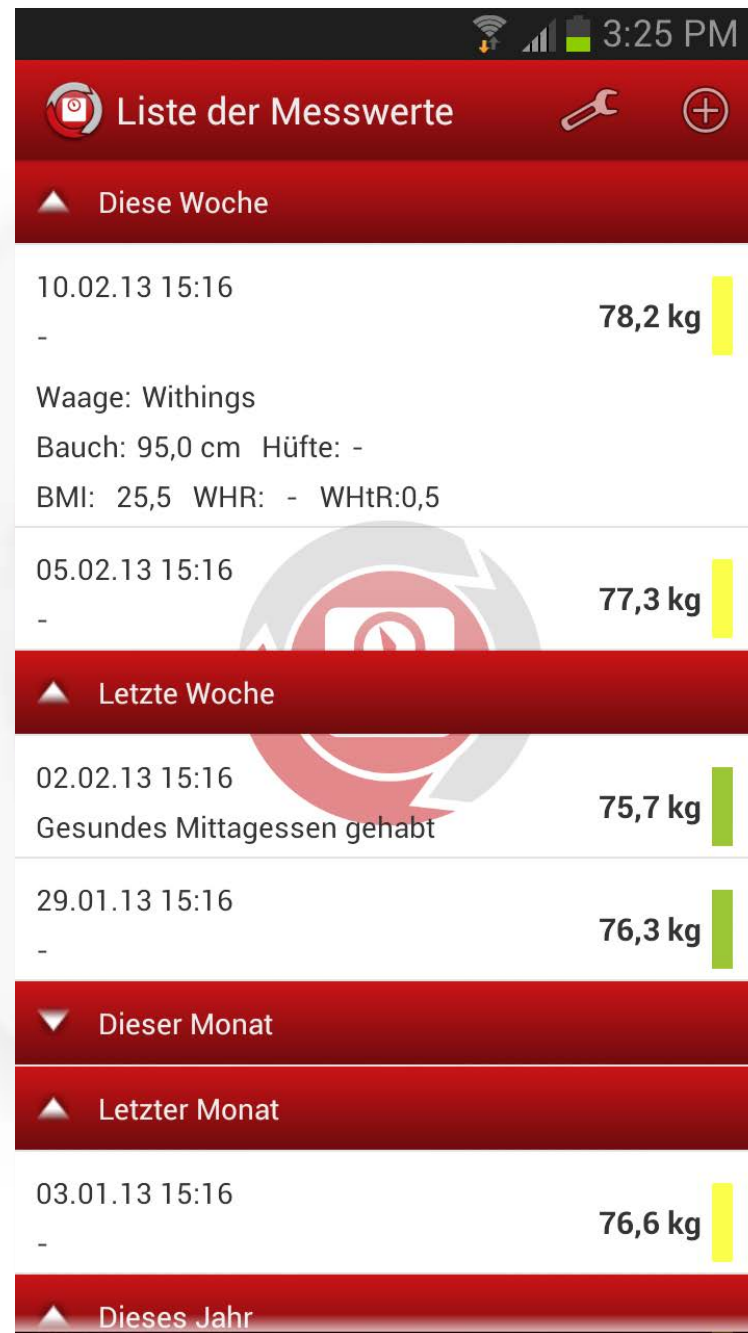 3:25 PM
Liste der Messwerte
Diese Woche
10.02.13 15:16
78,2 kg
-
Waage: Withings
Bauch: 95,0 cm Hüfte: -
BMI: 25,5 WHR: - WHtR:0,5
05.02.13 15:16
77,3 kg
-
Letzte Woche
02.02.13 15:16
75,7 kg
Gesundes Mittagessen gehabt
29.01.13 15:16
76,3 kg
-
Dieser Monat
Letzter Monat
03.01.13 15:16
76,6 kg
-
Dieses Jahr